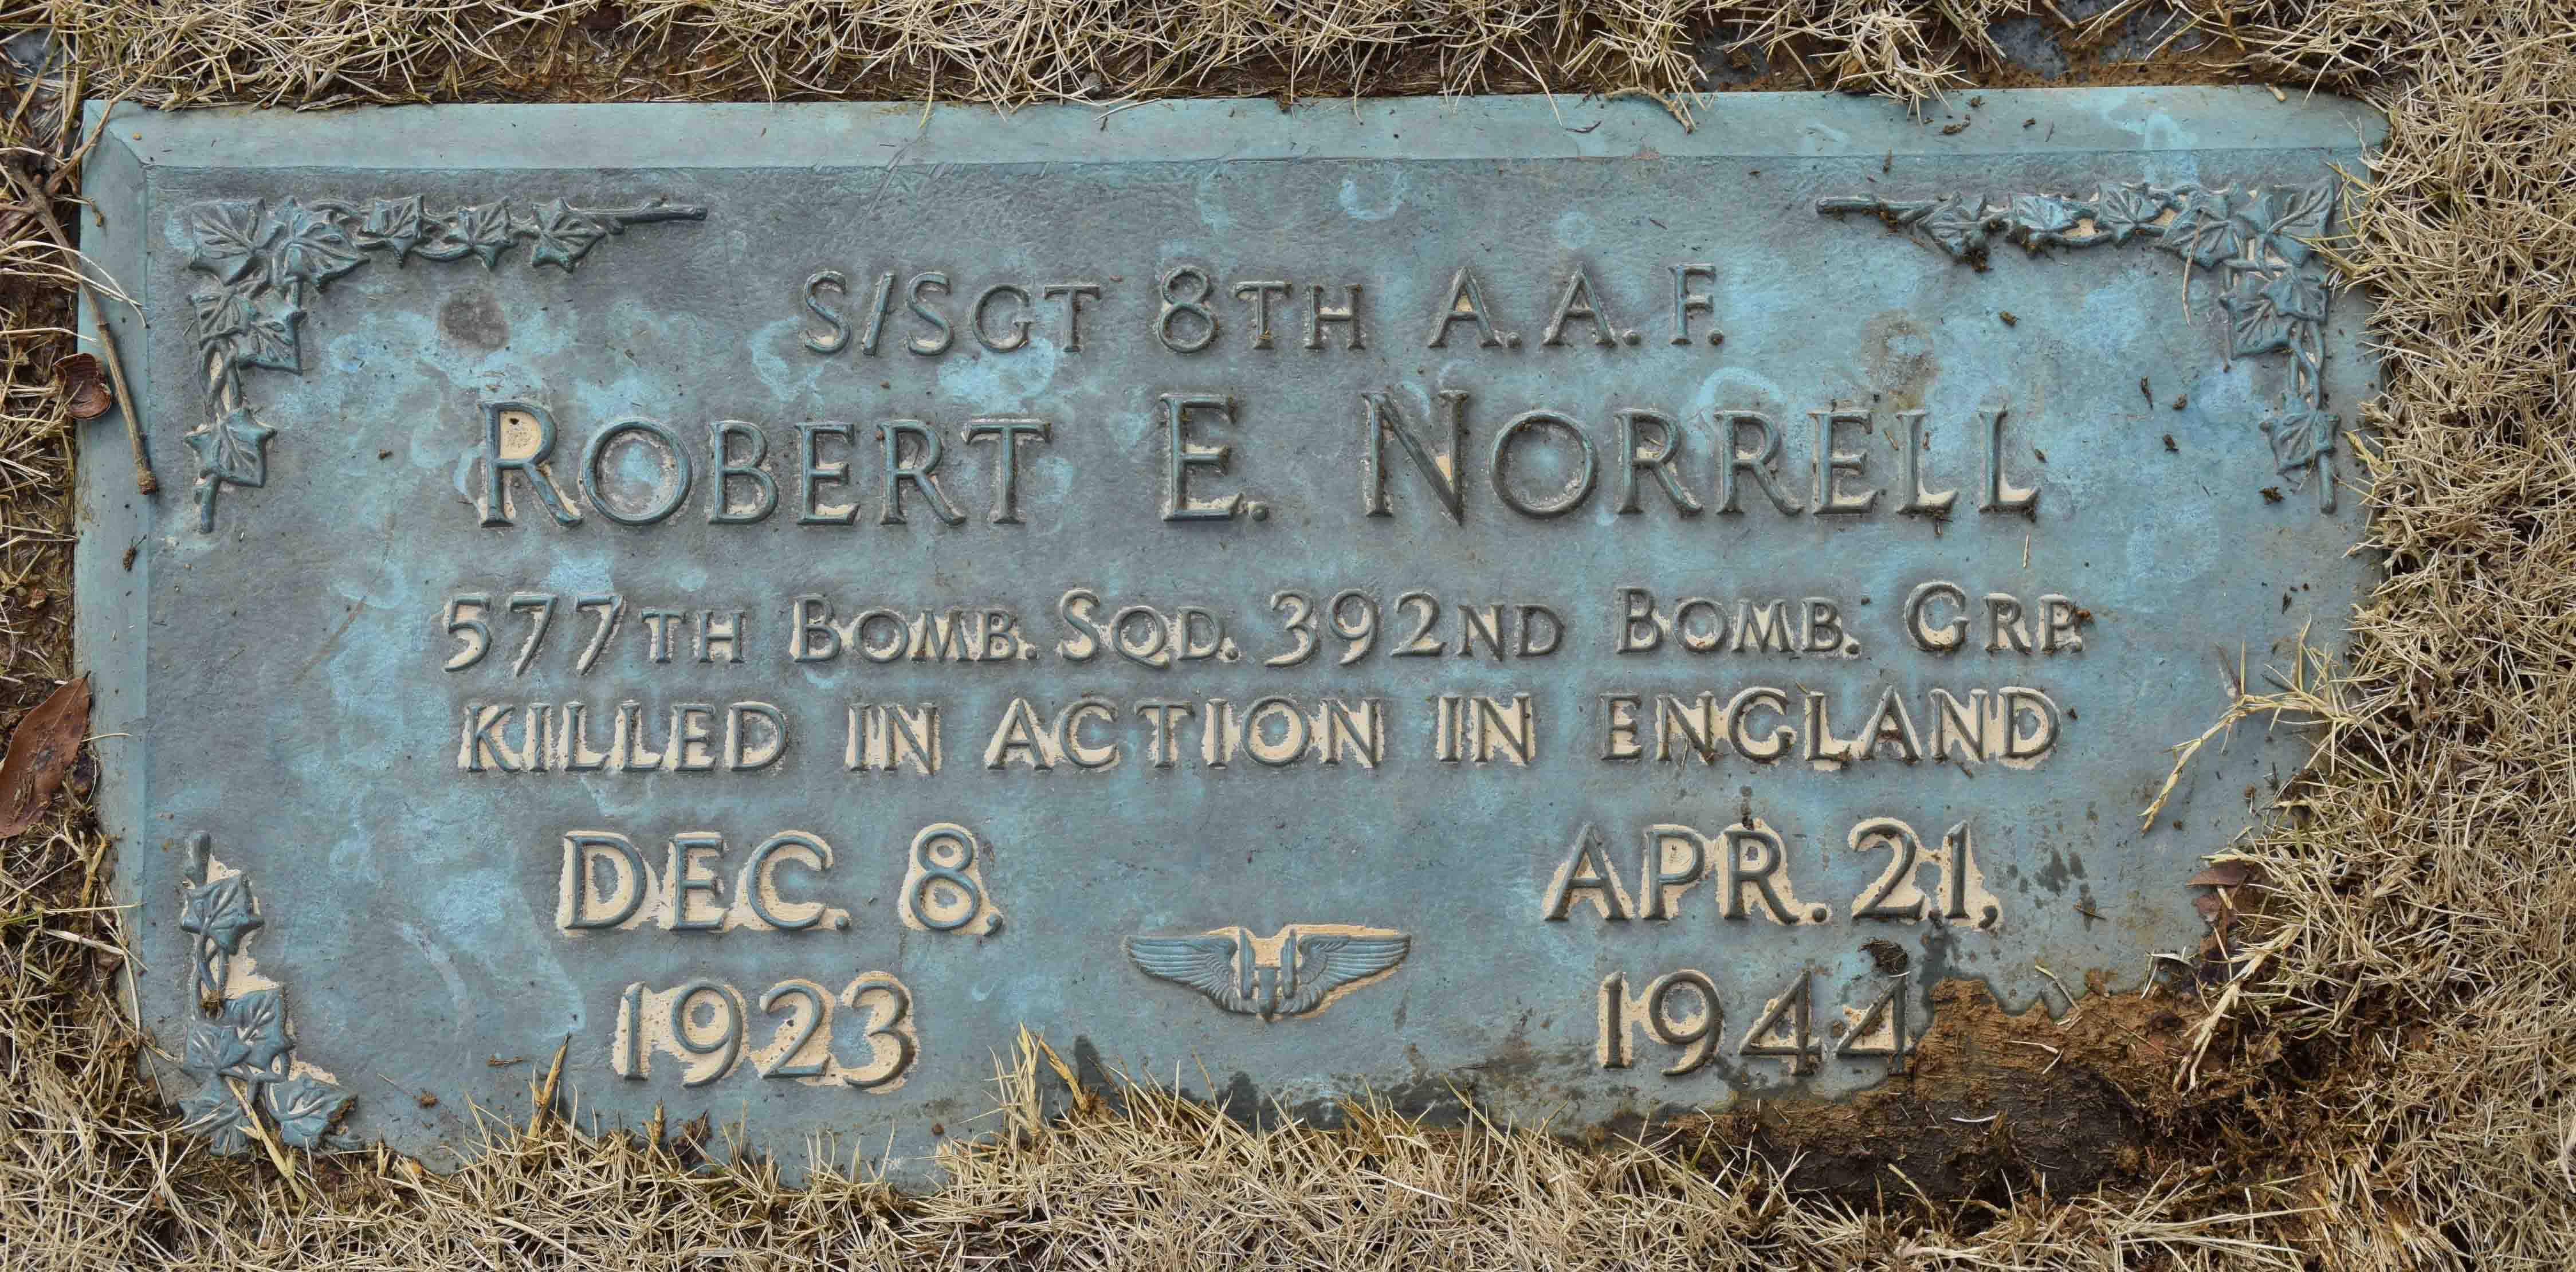 S/SGT 8TH A.A.F.
ROBERT E. NORRELL
577TH BOMB. SQD. 392ND BOMB. GRP.
KILLED IN ACTION IN ENGLAND
DEC. 8, APR. 21,
1923 1944